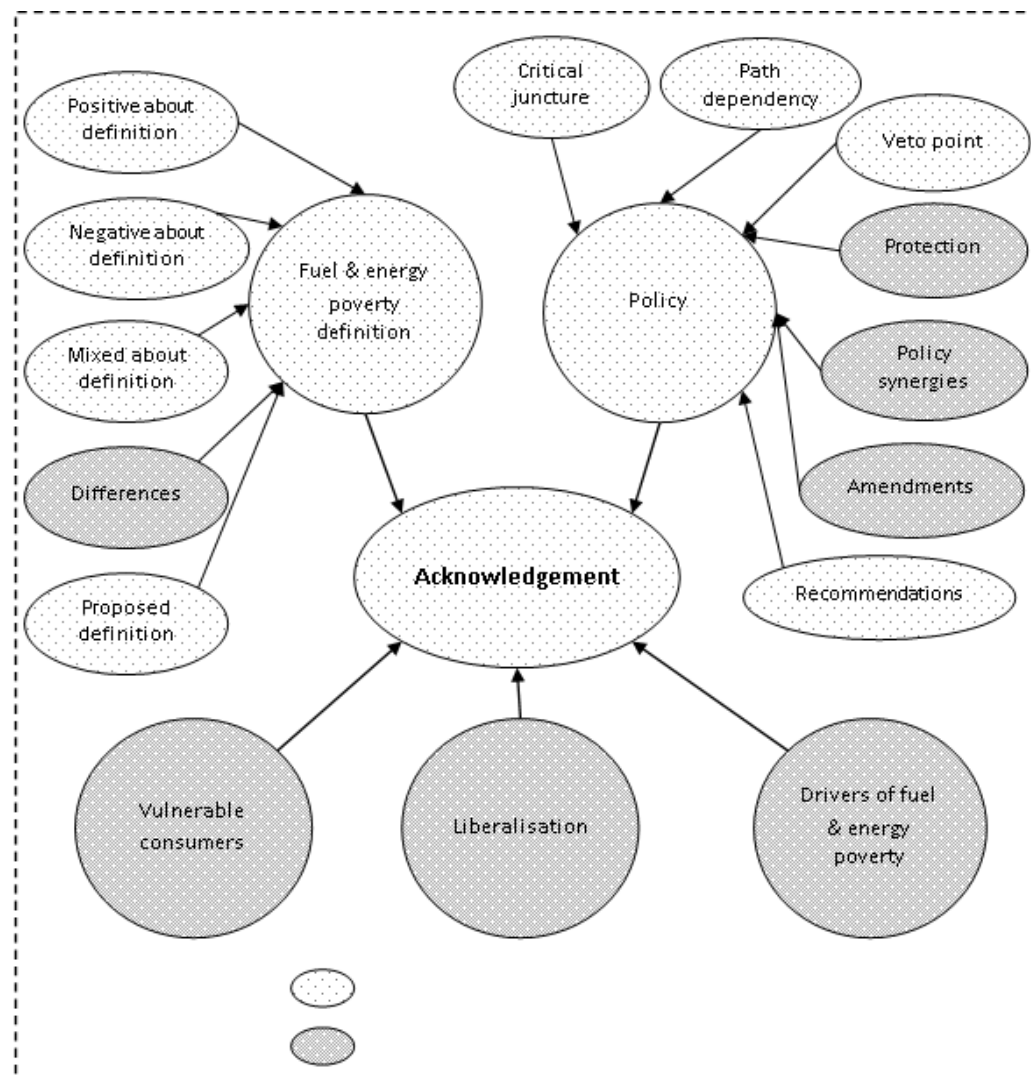 Critical
juncture
Path
dependency
Positive about
definition
Veto point
Negative about
definition
Protection
Fuel & energy
poverty
definition
Policy
Mixed about
definition
Policy
synergies
Differences
Amendments
Acknowledgement
Proposed
definition
Recommendations
Vulnerable
consumers
Liberalisation
Drivers of fuel
& energy
poverty